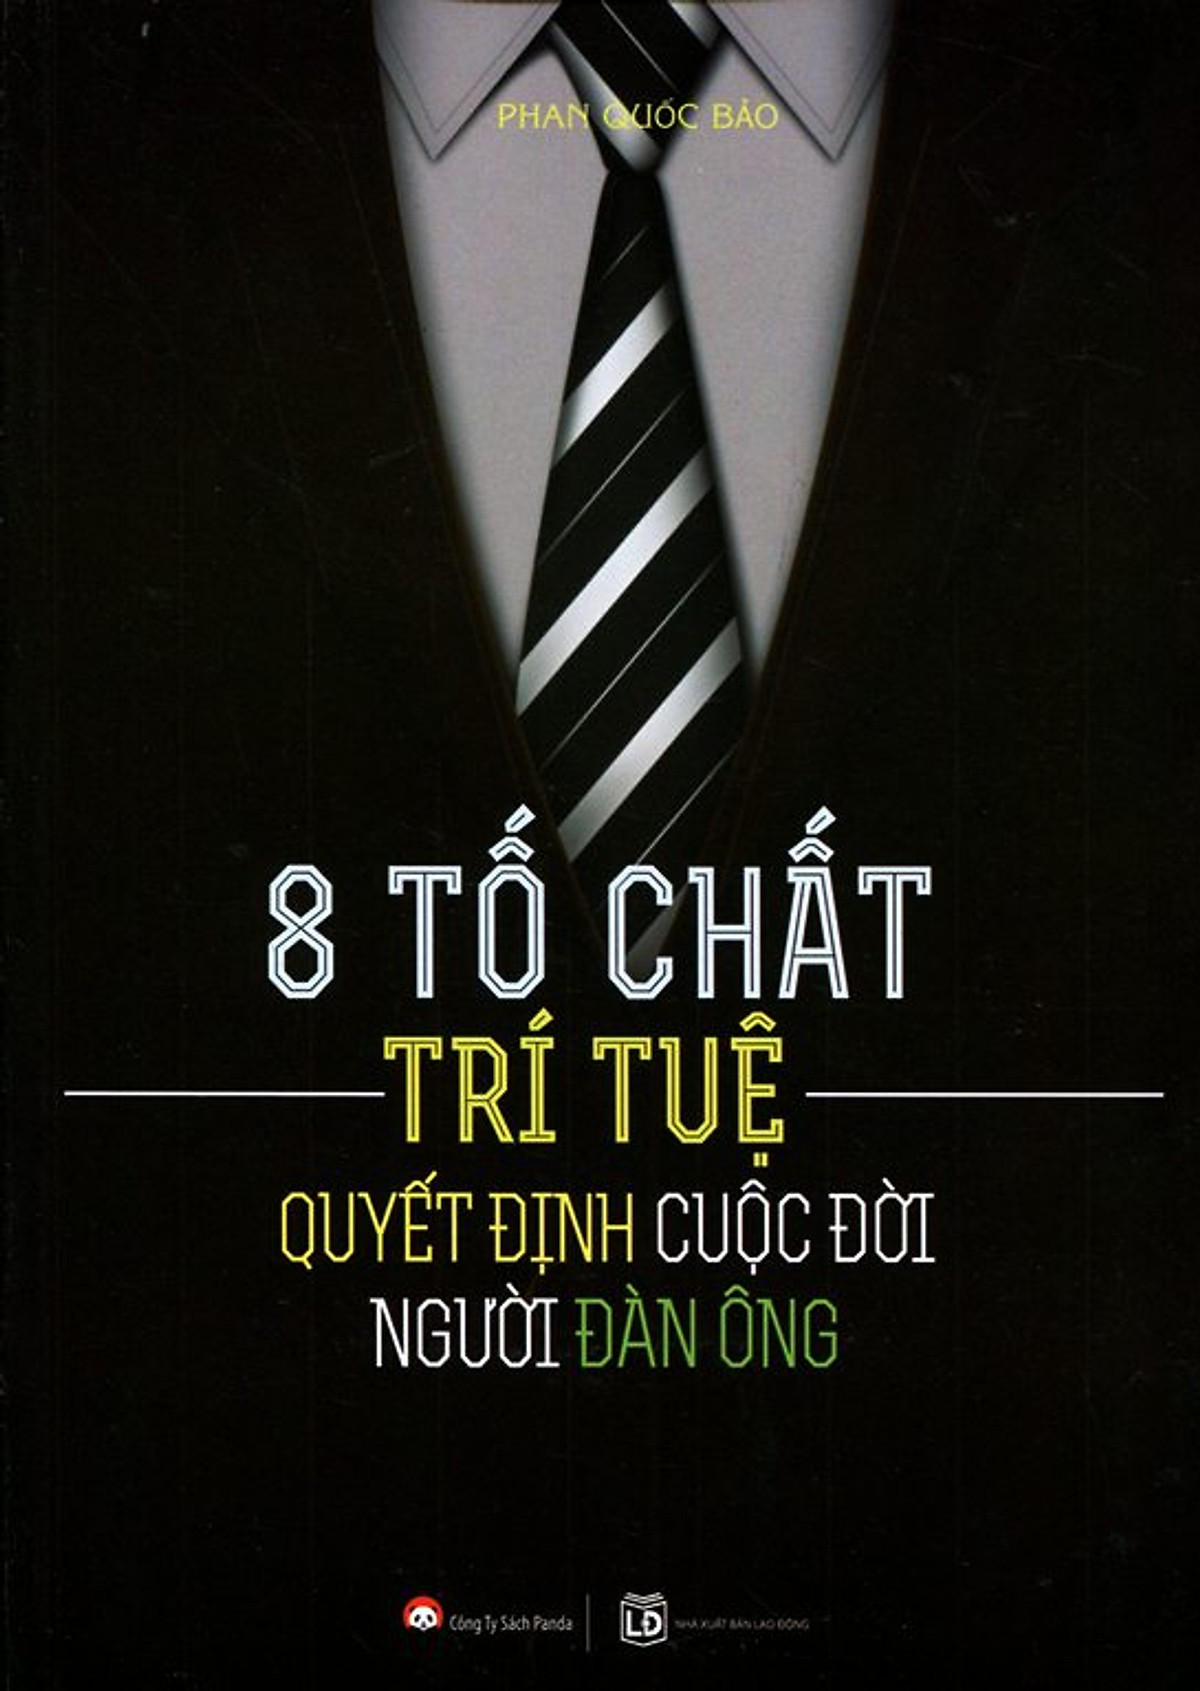 PHAN QUỐC BẢO
8 TỐ CHẤT
TRÍ TUỆ
QUYẾT ĐỊNH CUỘC ĐỜI
NGƯỜI ĐÀN ÔNG
Công Ty Sách Panda
LĐ NHÀ XUẤT BẢN LAO ĐỘNG